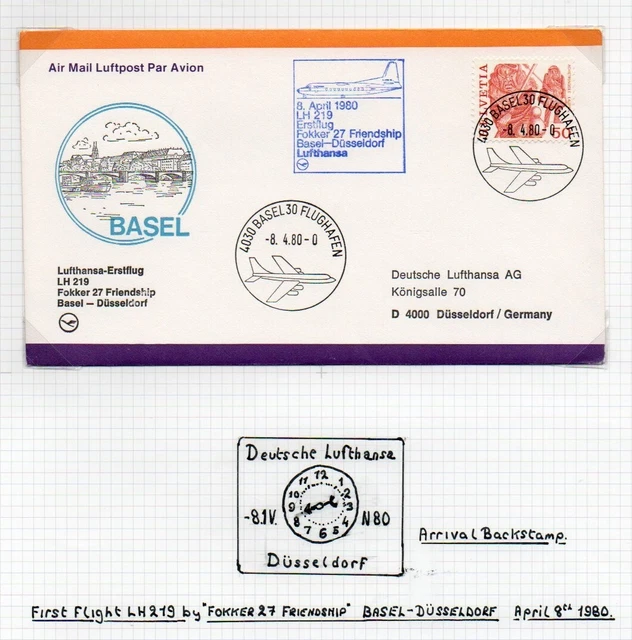 Air Mail Luftpost Par Avion
8. April 1980
LH 219
Erstflug
Fokker 27 Friendship
Basel–Düsseldorf
Lufthansa
HELVETIA
50
4030 BASEL 30 FLUGHAFEN
-8.4.80-0
BASEL
4030 BASEL 30 FLUGHAFEN
-8.4.80-0
Lufthansa-Erstflug
LH 219
Fokker 27 Friendship
Basel – Düsseldorf
Deutsche Lufthansa AG
Königsalle 70
D 4000 Düsseldorf / Germany
Deutsche Lufthansa
12 1 2 3 4 5 6 7 8 9 10 11
-8.IV. N80
Düsseldorf
Arrival Backstamp.
First Flight LH219 by "FOKKER 27 FRIENDSHIP" BASEL-DÜSSELDORF April 8th 1980.